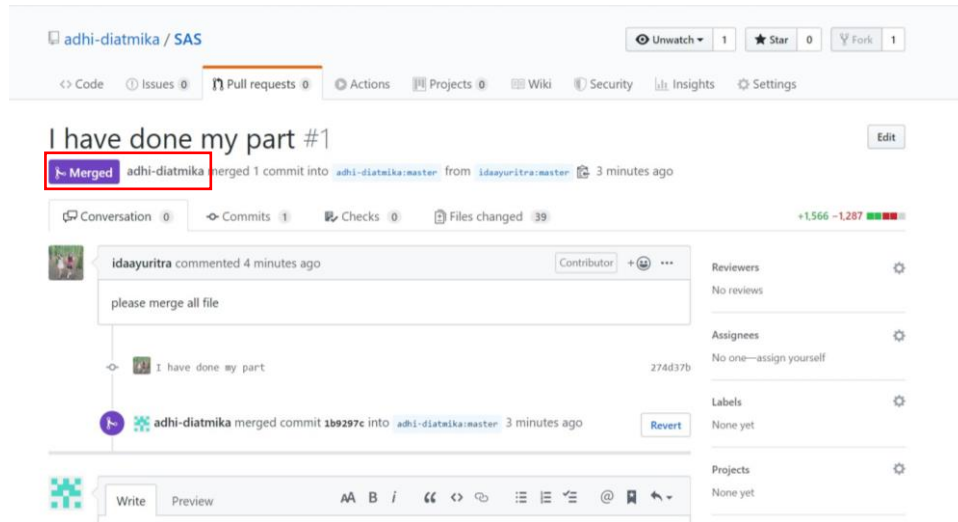 adhi-diatmika / SAS
Unwatch 1 Star 0 Fork 1
Code Issues 0 Pull requests 0 Actions Projects 0 Wiki Security Insights Settings
I have done my part #1
Edit
Merged adhi-diatmika merged 1 commit into adhi-diatmika:master from idaayuritra:master 3 minutes ago
Conversation 0 Commits 1 Checks 0 Files changed 39 +1,566 −1,287
idaayuritra commented 4 minutes ago Contributor
please merge all file
I have done my part 274d37b
adhi-diatmika merged commit 1b9297c into adhi-diatmika:master 3 minutes ago Revert
Reviewers
No reviews
Assignees
No one—assign yourself
Labels
None yet
Projects
None yet
Write Preview AA B i